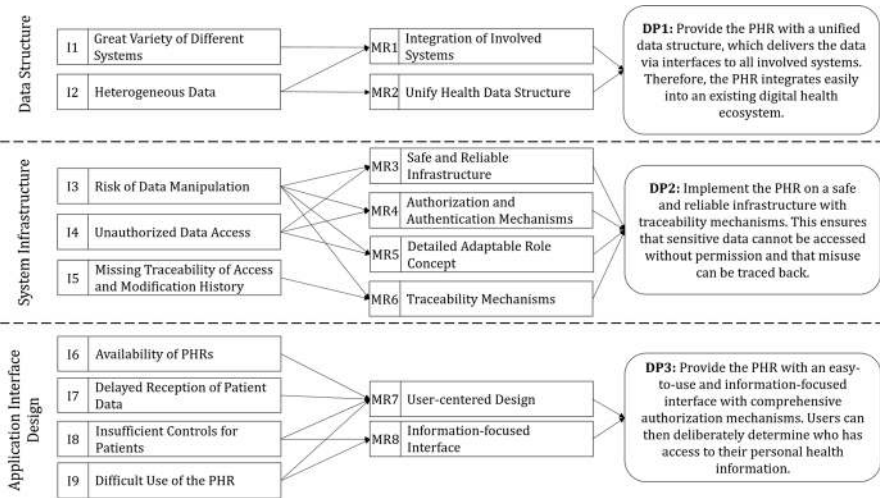 Data Structure
I1 Great Variety of Different
Systems
I2 Heterogeneous Data
MR1 Integration of Involved
Systems
MR2 Unify Health Data Structure
DP1: Provide the PHR with a unified
data structure, which delivers the data
via interfaces to all involved systems.
Therefore, the PHR integrates easily
into an existing digital health
ecosystem.
System Infrastructure
I3 Risk of Data Manipulation
I4 Unauthorized Data Access
I5 Missing Traceability of Access
and Modification History
MR3 Safe and Reliable
Infrastructure
MR4 Authorization and
Authentication Mechanisms
MR5 Detailed Adaptable Role
Concept
MR6 Traceability Mechanisms
DP2: Implement the PHR on a safe
and reliable infrastructure with
traceability mechanisms. This ensures
that sensitive data cannot be accessed
without permission and that misuse
can be traced back.
Application Interface
Design
I6 Availability of PHRs
I7 Delayed Reception of Patient
Data
I8 Insufficient Controls for
Patients
I9 Difficult Use of the PHR
MR7 User-centered Design
MR8 Information-focused
Interface
DP3: Provide the PHR with an easy-
to-use and information-focused
interface with comprehensive
authorization mechanisms. Users can
then deliberately determine who has
access to their personal health
information.